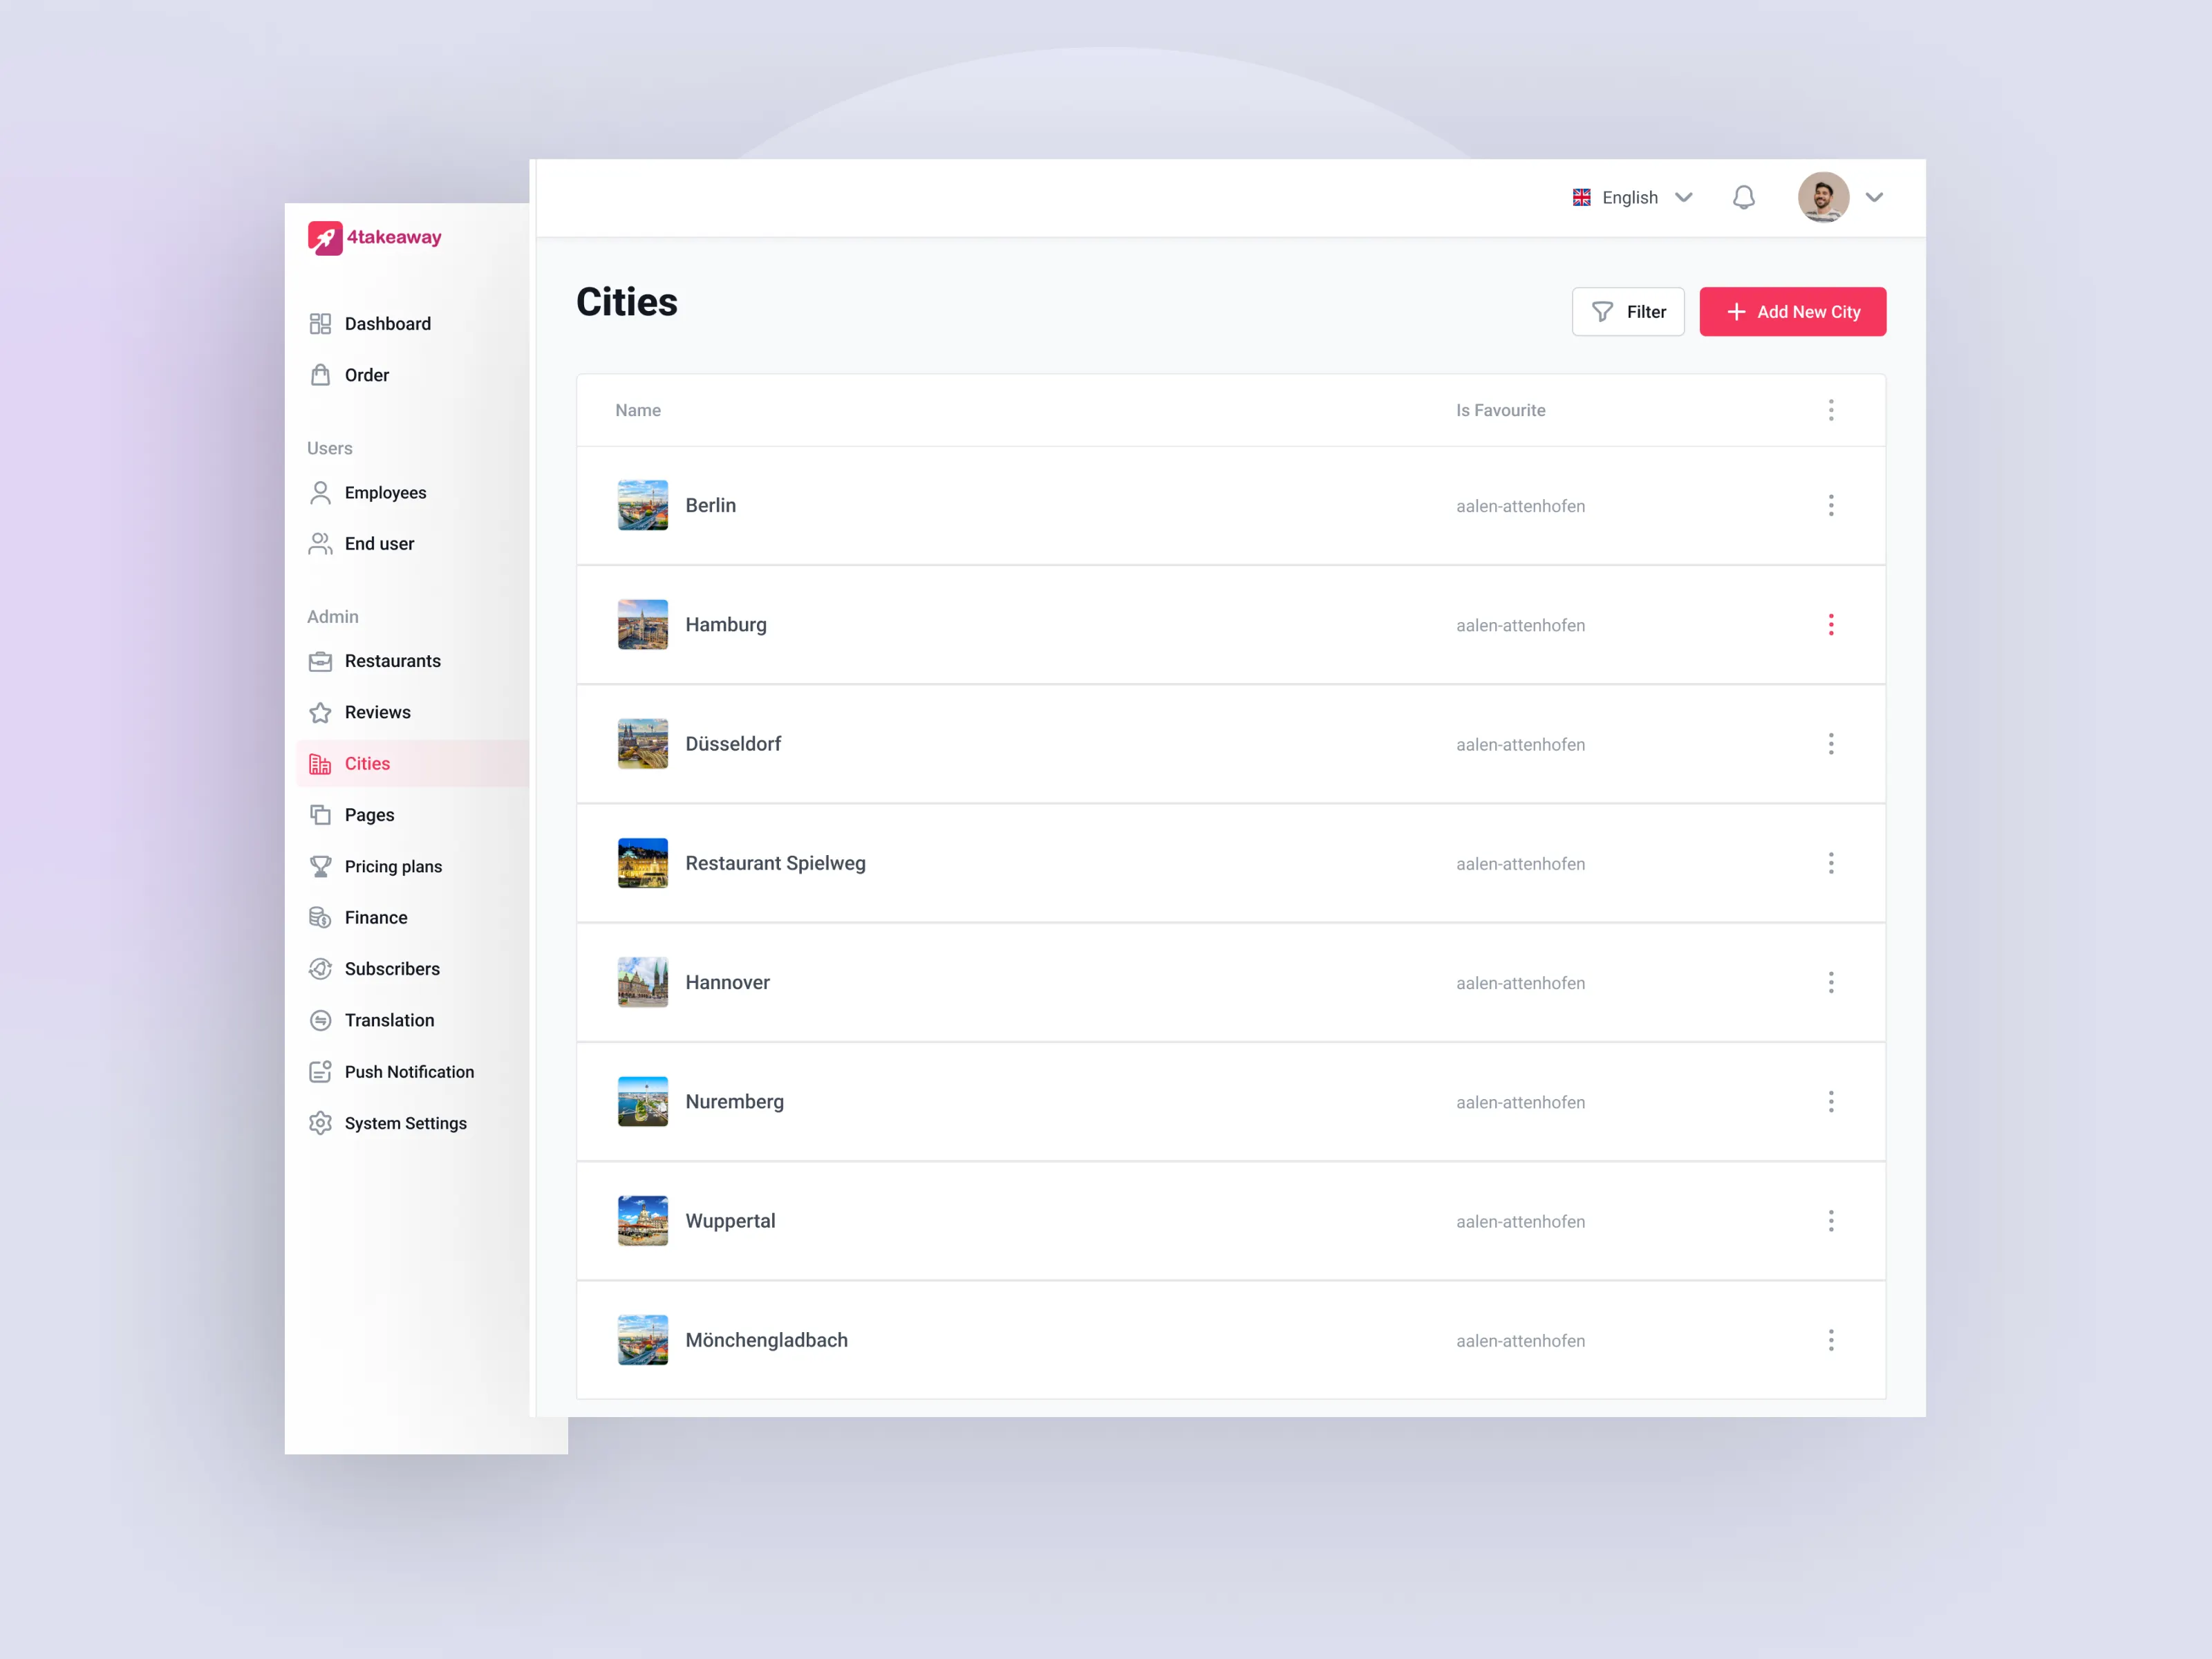 4takeaway
Dashboard
Order
Users
Employees
End user
Admin
Restaurants
Reviews
Cities
Pages
Pricing plans
Finance
Subscribers
Translation
Push Notification
System Settings
English
Cities
Filter
Add New City
Name Is Favourite
Berlin aalen-attenhofen
Hamburg aalen-attenhofen
Düsseldorf aalen-attenhofen
Restaurant Spielweg aalen-attenhofen
Hannover aalen-attenhofen
Nuremberg aalen-attenhofen
Wuppertal aalen-attenhofen
Mönchengladbach aalen-attenhofen